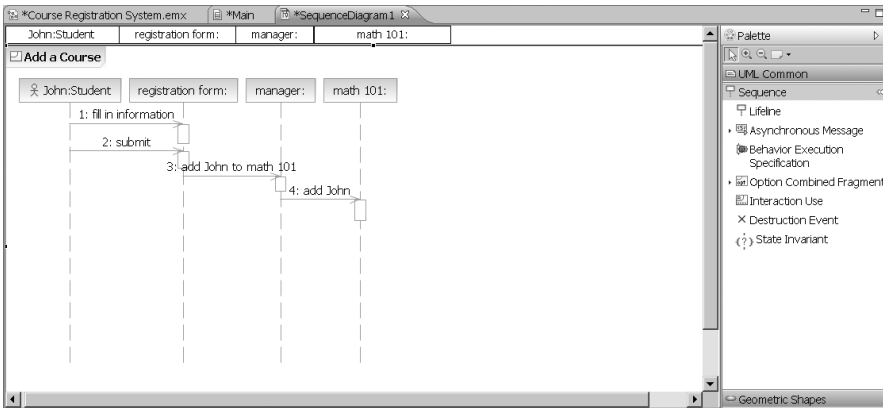 *Course Registration System.emx *Main *SequenceDiagram1
John:Student registration form: manager: math 101:
Add a Course
John:Student registration form: manager: math 101:
1: fill in information
2: submit
3: add John to math 101
4: add John
Palette
UML Common
Sequence
Lifeline
Asynchronous Message
Behavior Execution
Specification
Option Combined Fragment
Interaction Use
Destruction Event
State Invariant
Geometric Shapes